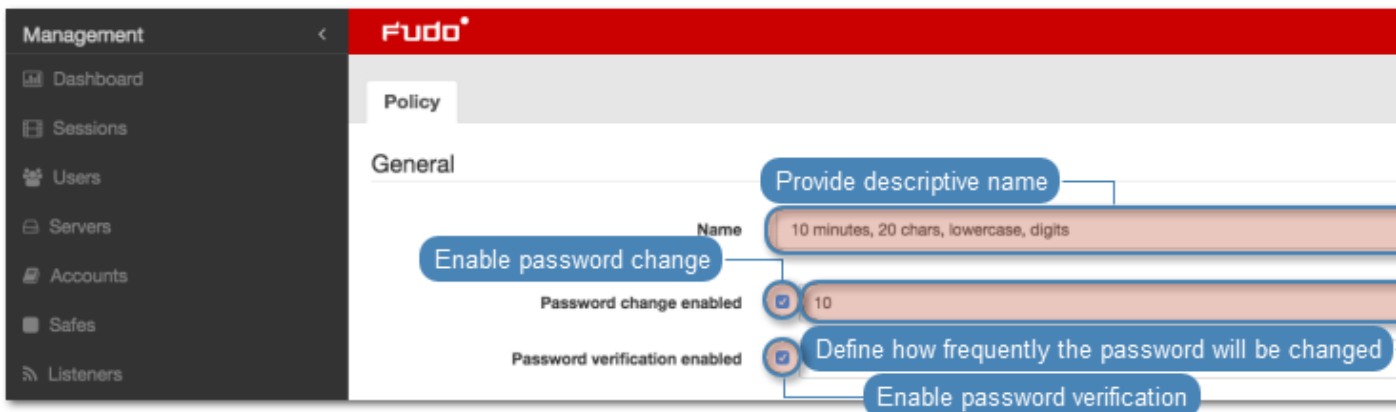 Management
Fudo
Dashboard
Policy
Sessions
General
Users
Provide descriptive name
Servers
Name
10 minutes, 20 chars, lowercase, digits
Enable password change
Accounts
Password change enabled
10
Safes
Define how frequently the password will be changed
Password verification enabled
Listeners
Enable password verification